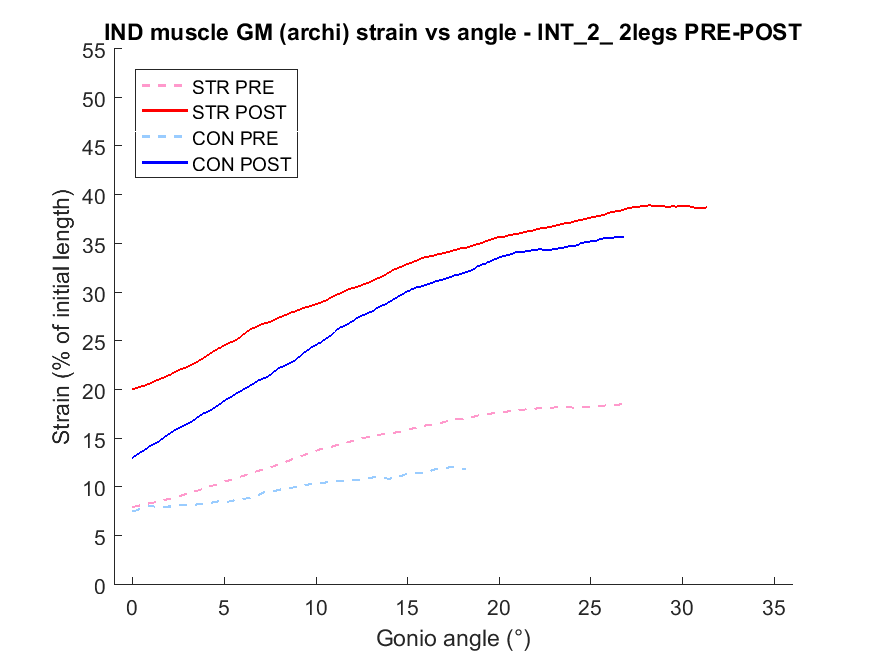 IND muscle GM (archi) strain vs angle - INT_2_ 2legs PRE-POST
55
50
45
40
35
30
25
20
15
10
5
0
STR PRE
STR POST
CON PRE
CON POST
Strain (% of initial length)
0 5 10 15 20 25 30 35
Gonio angle (°)